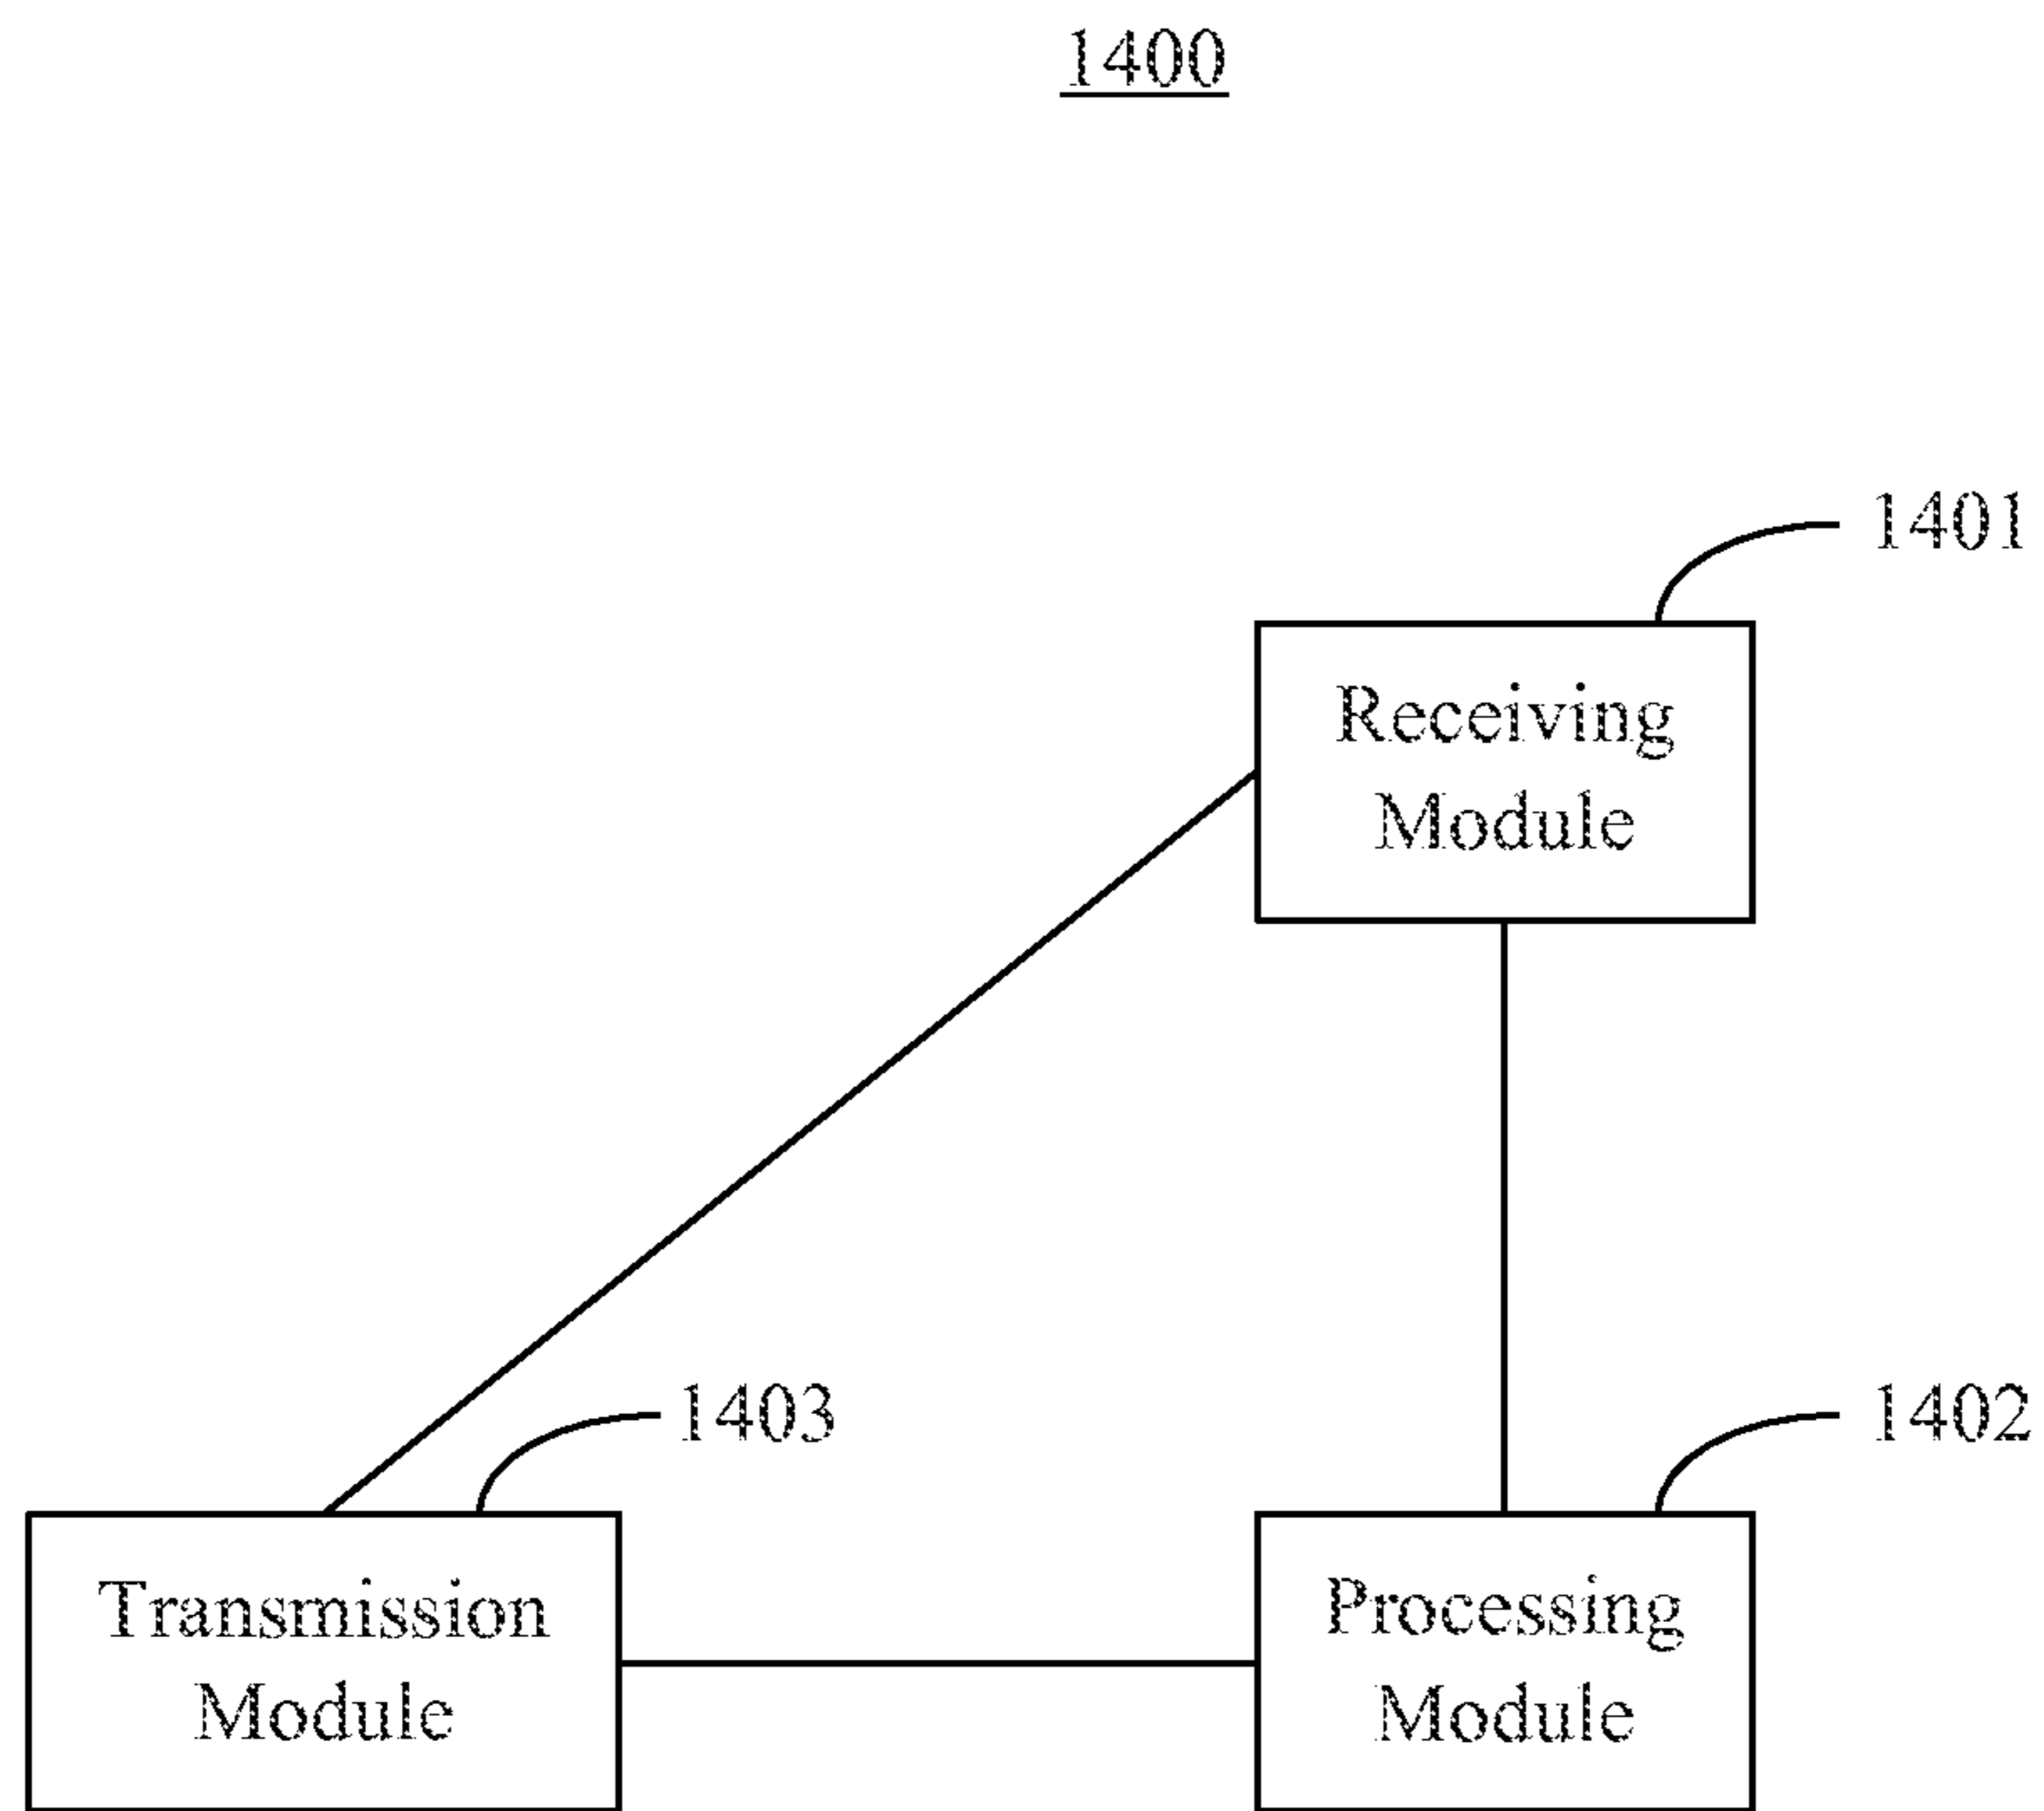 1400
1401
Receiving
Module
1403
1402
Transmission
Module
Processing
Module